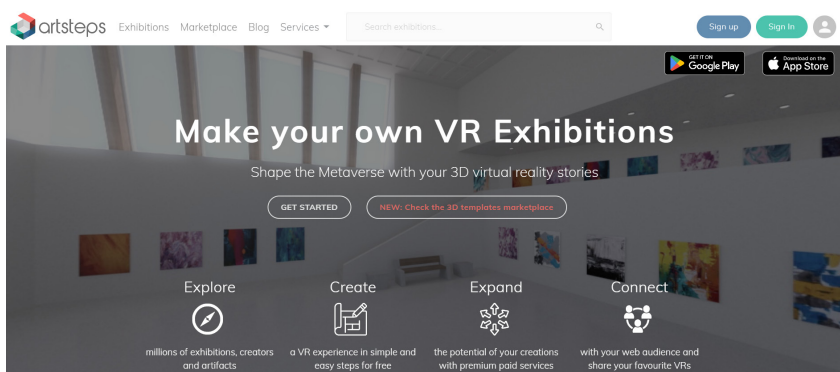 artsteps Exhibitions Marketplace Blog Services Search exhibitions... Sign up Sign In
GET IT ON
Google Play
Download on the
App Store
Make your own VR Exhibitions
Shape the Metaverse with your 3D virtual reality stories
GET STARTED NEW: Check the 3D templates marketplace
Explore
millions of exhibitions, creators
and artifacts
Create
a VR experience in simple and
easy steps for free
Expand
the potential of your creations
with premium paid services
Connect
with your web audience and
share your favourite VRs